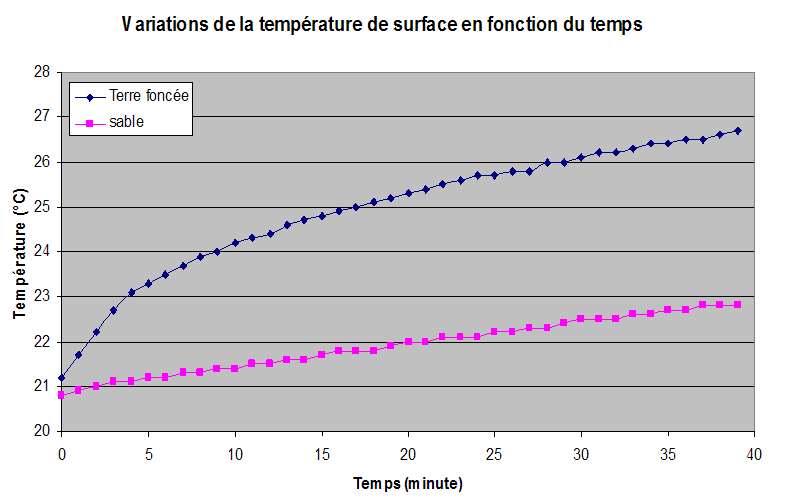 Variations de la température de surface en fonction du temps
28
27
26
25
24
23
22
21
20
Terre foncée
sable
Température (°C)
0 5 10 15 20 25 30 35 40
Temps (minute)